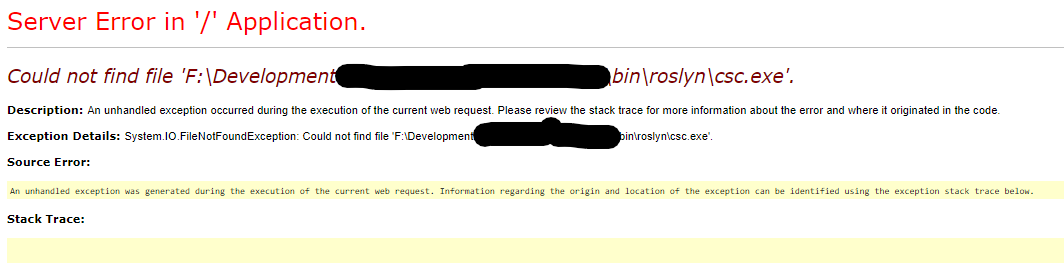 Server Error in '/' Application.
Could not find file 'F:\Development bin\roslyn\csc.exe'.
Description: An unhandled exception occurred during the execution of the current web request. Please review the stack trace for more information about the error and where it originated in the code.
Exception Details: System.IO.FileNotFoundException: Could not find file 'F:\Development bin\roslyn\csc.exe'.
Source Error:
An unhandled exception was generated during the execution of the current web request. Information regarding the origin and location of the exception can be identified using the exception stack trace below.
Stack Trace: